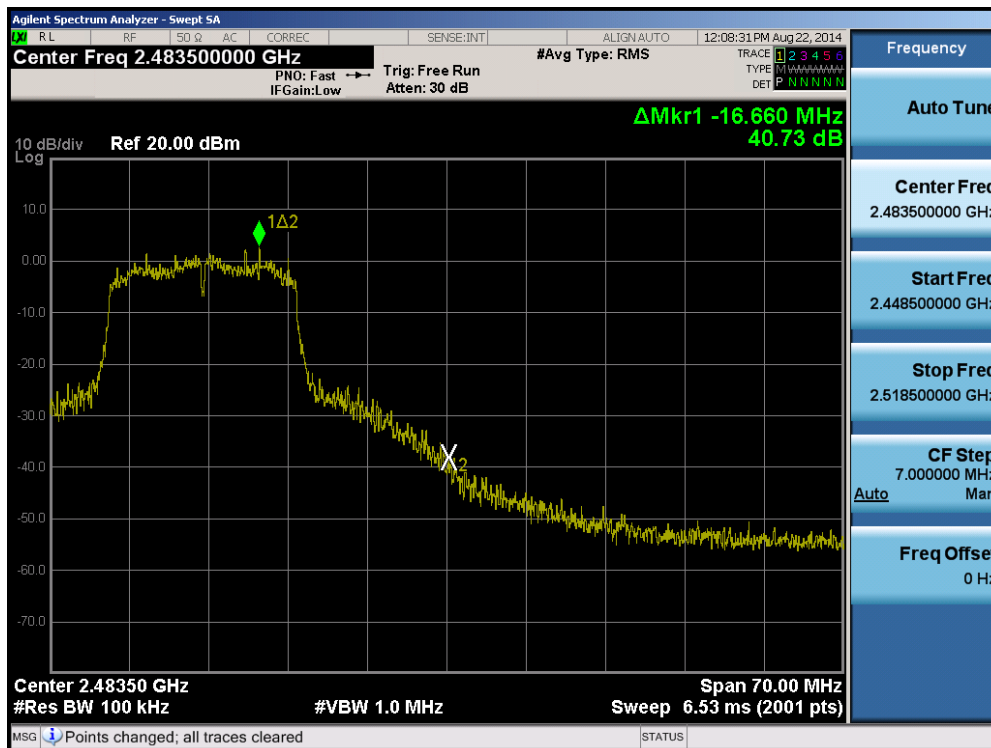 Agilent Spectrum Analyzer - Swept SA
LXI RL RF 50 Ω AC CORREC SENSE:INT ALIGN AUTO 12:08:31 PM Aug 22, 2014
Center Freq 2.483500000 GHz
PNO: Fast
IFGain:Low
Trig: Free Run
Atten: 30 dB
#Avg Type: RMS
TRACE 1 2 3 4 5 6
TYPE M
DET P N N N N N
ΔMkr1 -16.660 MHz
40.73 dB
10 dB/div Ref 20.00 dBm
Log
1Δ2
10.0
0.00
-10.0
-20.0
-30.0
-40.0
2
-50.0
-60.0
-70.0
Center 2.48350 GHz Span 70.00 MHz
#Res BW 100 kHz #VBW 1.0 MHz Sweep 6.53 ms (2001 pts)
MSG Points changed; all traces cleared STATUS
Frequency
Auto Tune
Center Freq
2.483500000 GHz
Start Freq
2.448500000 GHz
Stop Freq
2.518500000 GHz
CF Step
7.000000 MHz
Auto Man
Freq Offset
0 Hz